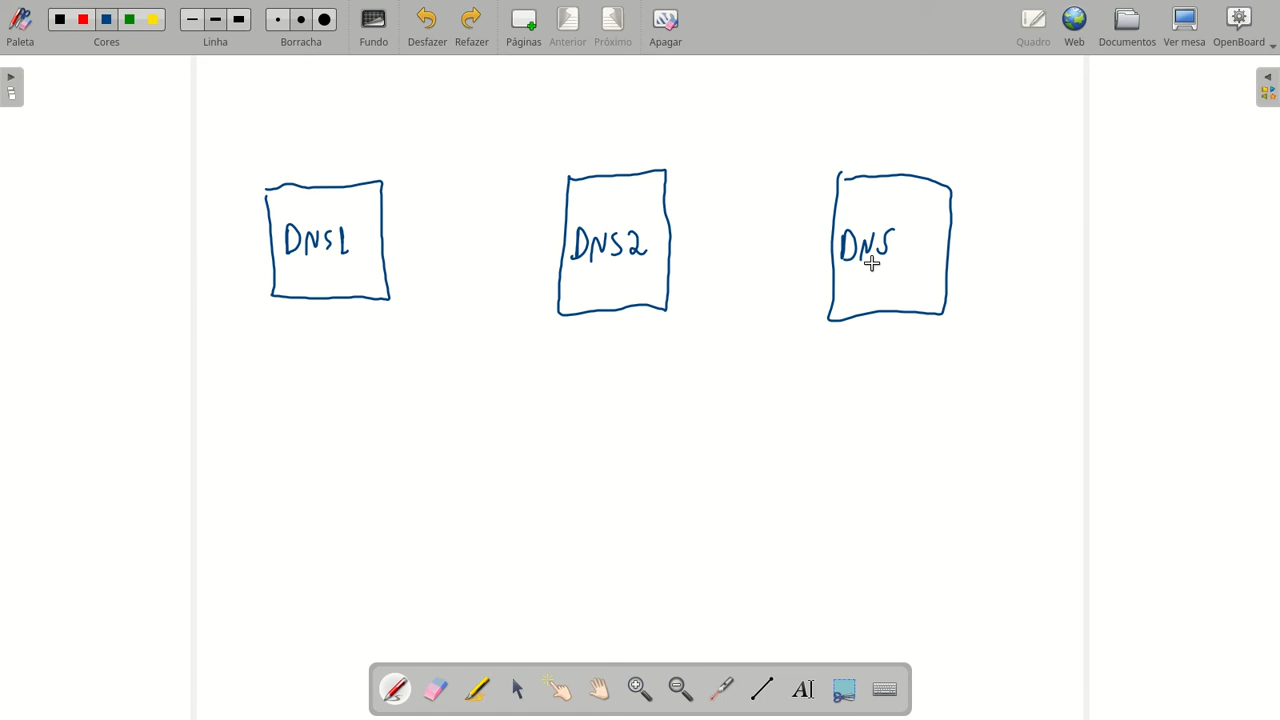 Paleta Cores Linha Borracha Fundo Desfazer Refazer Páginas Anterior Próximo Apagar Quadro Web Documentos Ver mesa OpenBoard
DNS1 DNS2 DNS
AI